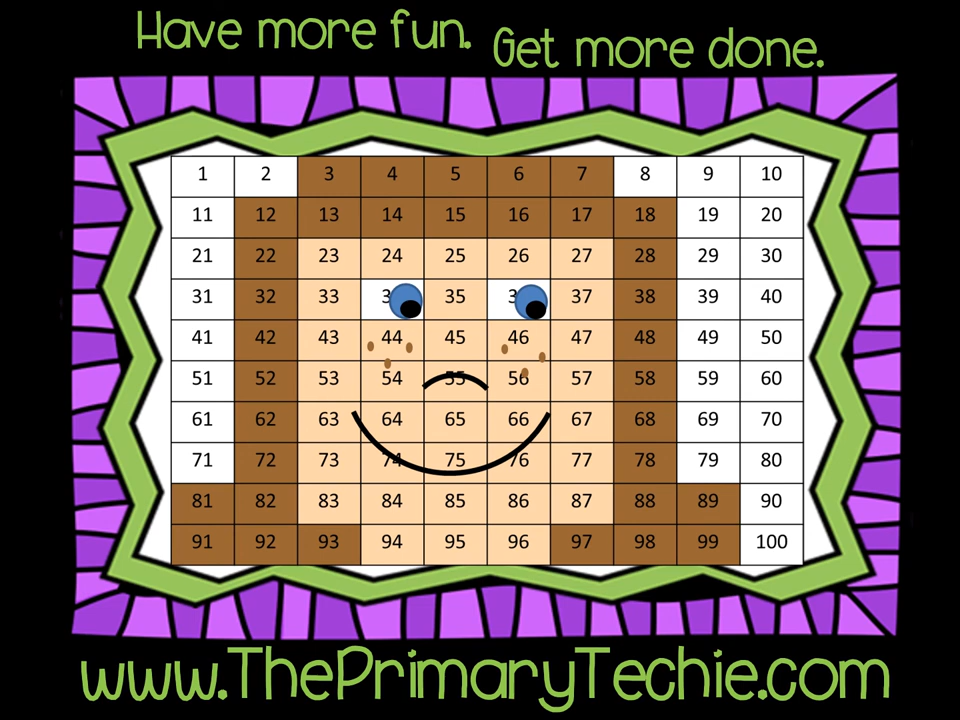 Have more fun. Get more done.
1 2 3 4 5 6 7 8 9 10
11 12 13 14 15 16 17 18 19 20
21 22 23 24 25 26 27 28 29 30
31 32 33 35 37 38 39 40
41 42 43 44 45 46 47 48 49 50
51 52 53 54 55 56 57 58 59 60
61 62 63 64 65 66 67 68 69 70
71 72 73 74 75 76 77 78 79 80
81 82 83 84 85 86 87 88 89 90
91 92 93 94 95 96 97 98 99 100
www.ThePrimaryTechie.com